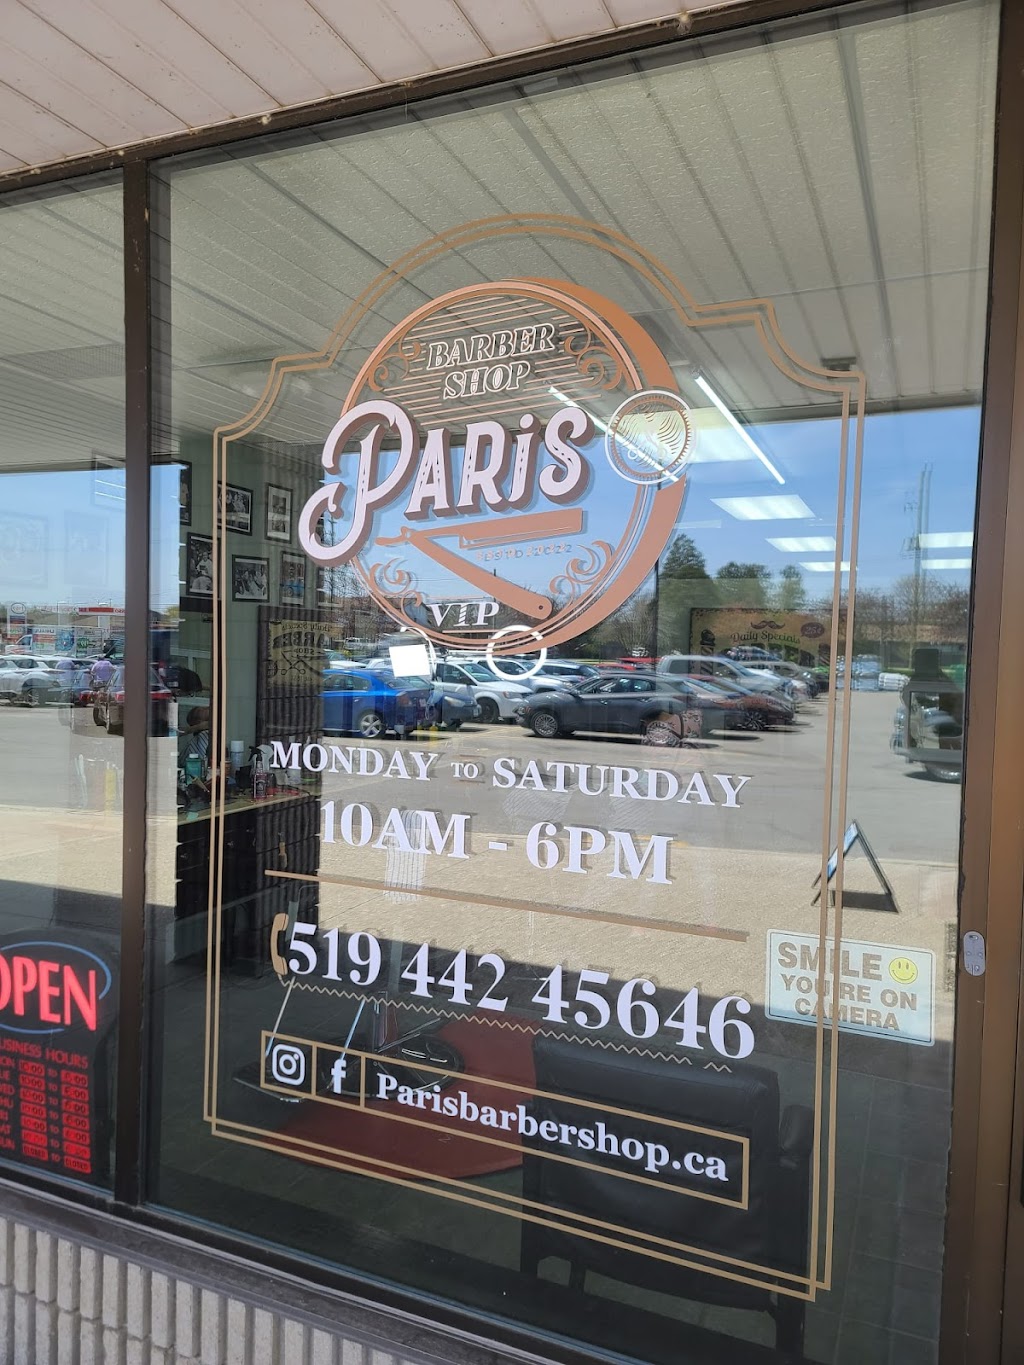 BARBER
SHOP
PARIS
ESTD.2022
VIP
Daily Specials
MONDAY TO SATURDAY
10AM - 6PM
519 442 45646
Parisbarbershop.ca
SMILE
YOU'RE ON
CAMERA
OPEN
BUSINESS HOURS